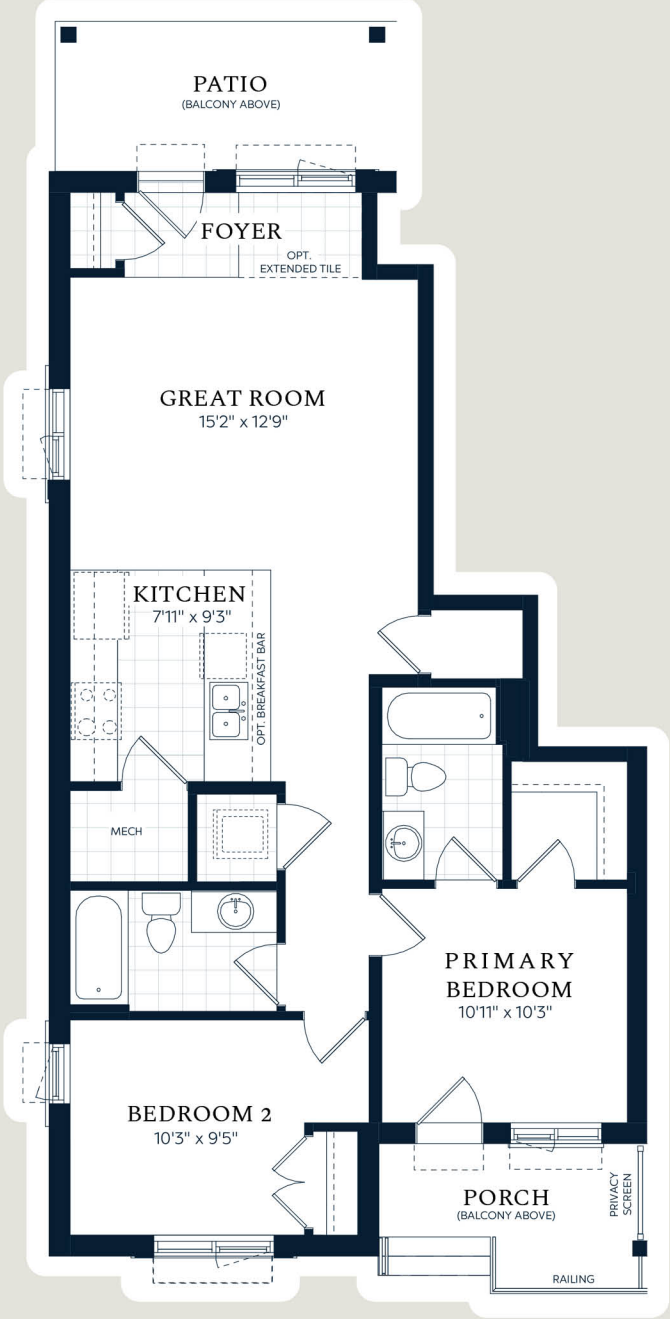 PATIO
(BALCONY ABOVE)
FOYER
OPT.
EXTENDED TILE
GREAT ROOM
15'2" x 12'9"
KITCHEN
7'11" x 9'3"
OPT. BREAKFAST BAR
MECH
PRIMARY
BEDROOM
10'11" x 10'3"
BEDROOM 2
10'3" x 9'5"
PORCH
(BALCONY ABOVE)
PRIVACY
SCREEN
RAILING